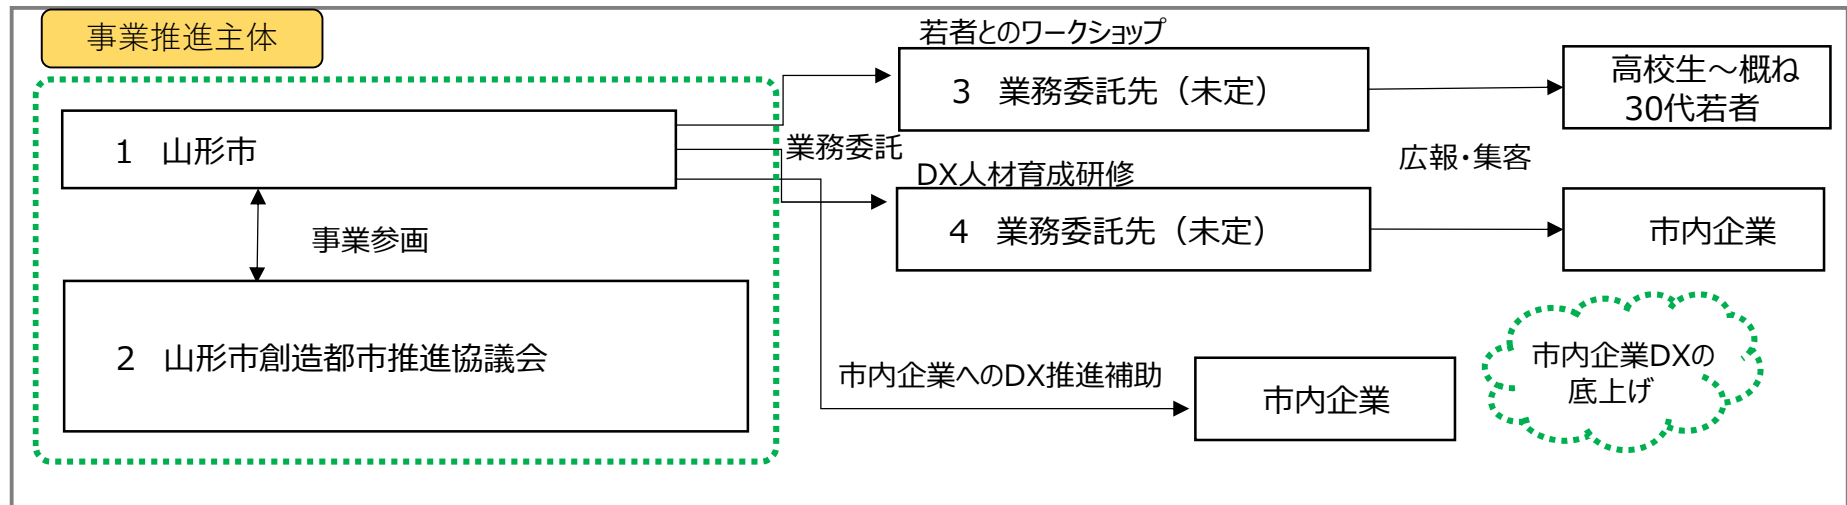 事業推進主体
1 山形市
事業参画
2 山形市創造都市推進協議会
業務委託
若者とのワークショップ
3 業務委託先（未定）
DX人材育成研修
4 業務委託先（未定）
市内企業へのDX推進補助
市内企業
高校生～概ね
30代若者
広報・集客
市内企業
市内企業DXの
底上げ